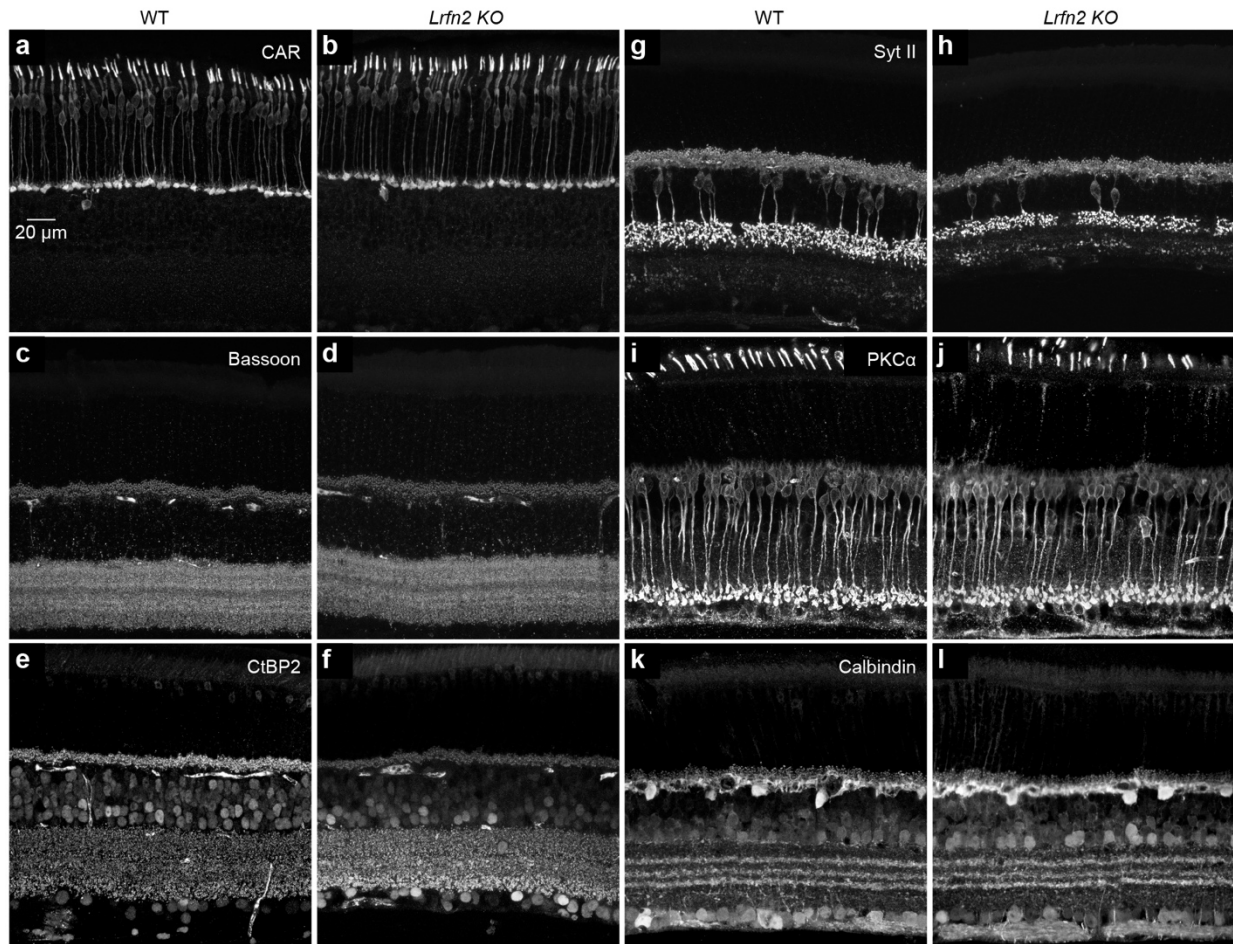 WT
Lrfn2 KO
WT
Lrfn2 KO
a
CAR
b
g
Syt II
h
20 μm
c
Bassoon
d
i
PKCα
j
e
CtBP2
f
k
Calbindin
l